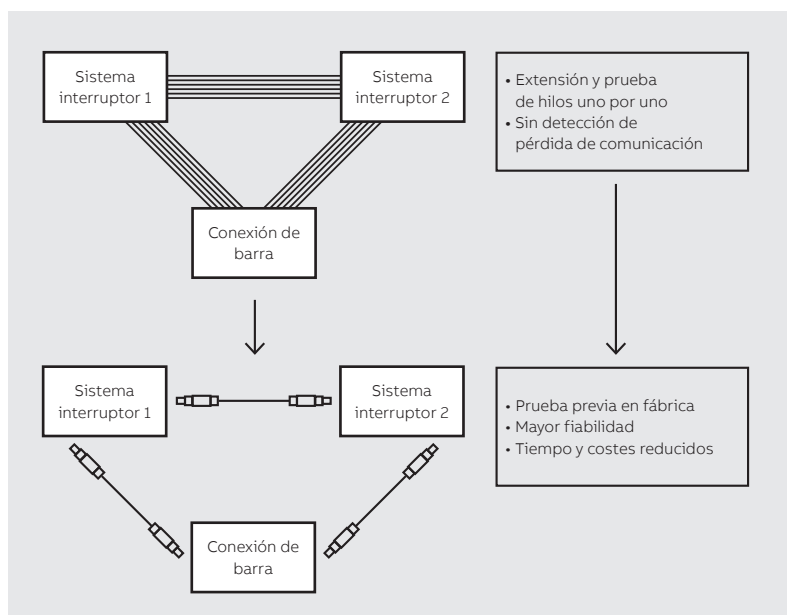 Sistema
interruptor 1
Sistema
interruptor 2
• Extensión y prueba
de hilos uno por uno
• Sin detección de
pérdida de comunicación
Conexión de
barra
Sistema
interruptor 1
Sistema
interruptor 2
• Prueba previa en fábrica
• Mayor fiabilidad
• Tiempo y costes reducidos
Conexión de
barra